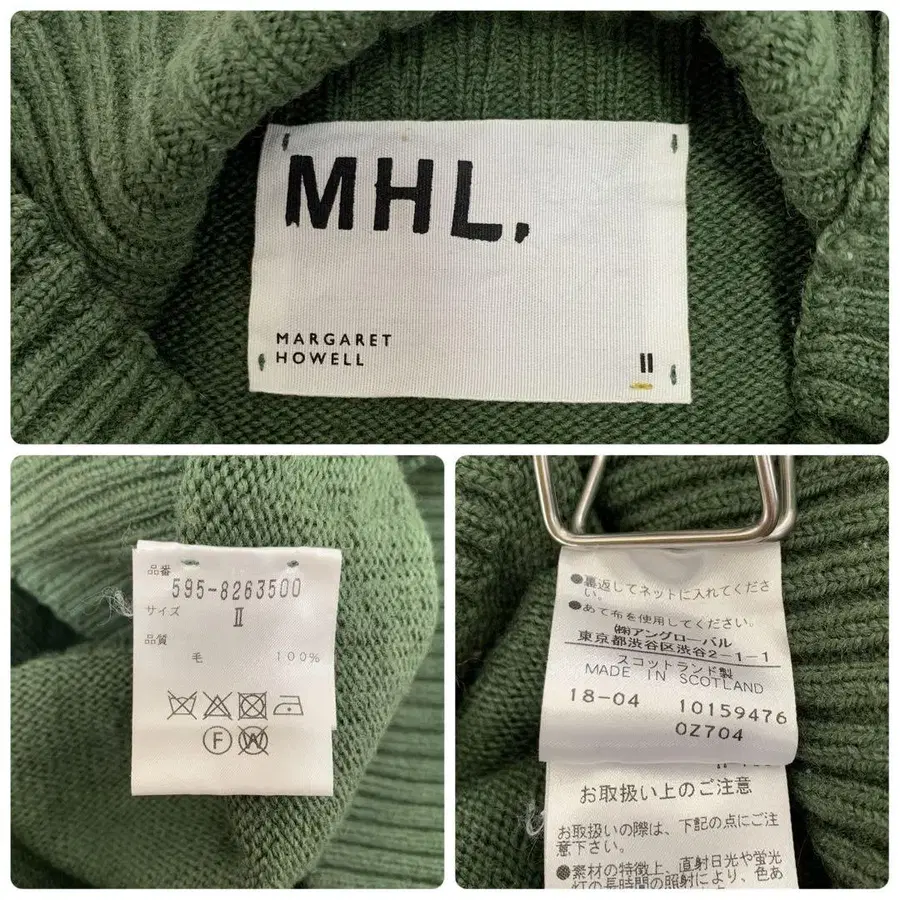 MHL.
MARGARET
HOWELL
II
品番
595-8263500
サイズ
II
品質
毛 100%
F
W
●裏返してネットに入れてくださ
い。
●あて布を使用してください。
㈱アングローバル
東京都渋谷区渋谷2-1-1
スコットランド製
MADE IN SCOTLAND
18-04 10159476
0Z704
お取扱い上のご注意
お取扱いの際は、下記の点にご注
意下さい。
●素材の特徴上、直射日光や蛍光
灯の長時間の照射により、色あ